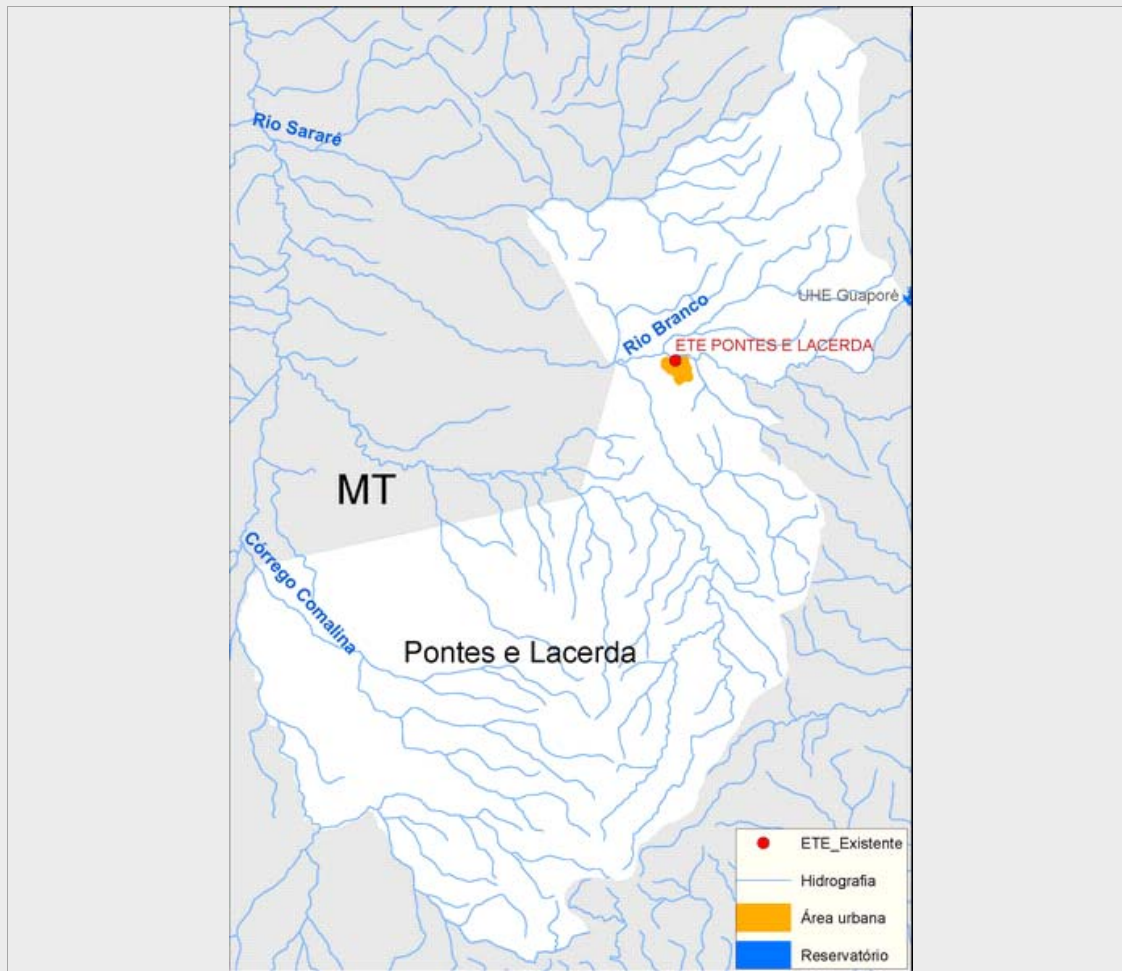 Rio Sararé
UHE Guaporé
Rio Branco
ETE PONTES E LACERDA
MT
Córrego Comalina
Pontes e Lacerda
ETE_Existente
Hidrografia
Área urbana
Reservatório